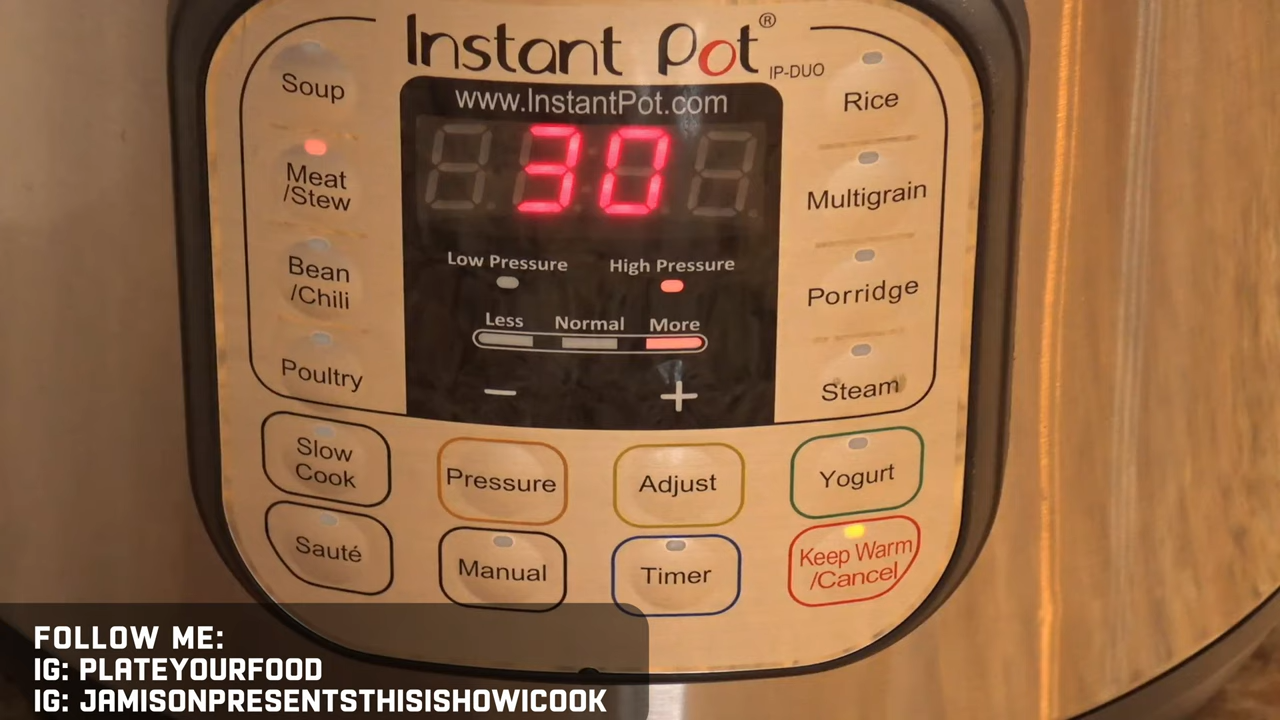 Instant Pot®
IP-DUO
www.InstantPot.com
30
Soup
Meat
/Stew
Bean
/Chili
Poultry
Low Pressure
High Pressure
Less Normal More
− +
Rice
Multigrain
Porridge
Steam
Slow
Cook
Pressure
Adjust
Yogurt
Sauté
Manual
Timer
Keep Warm
/Cancel
FOLLOW ME:
IG: PLATEYOURFOOD
IG: JAMISONPRESENTSTHISISHOWICOOK